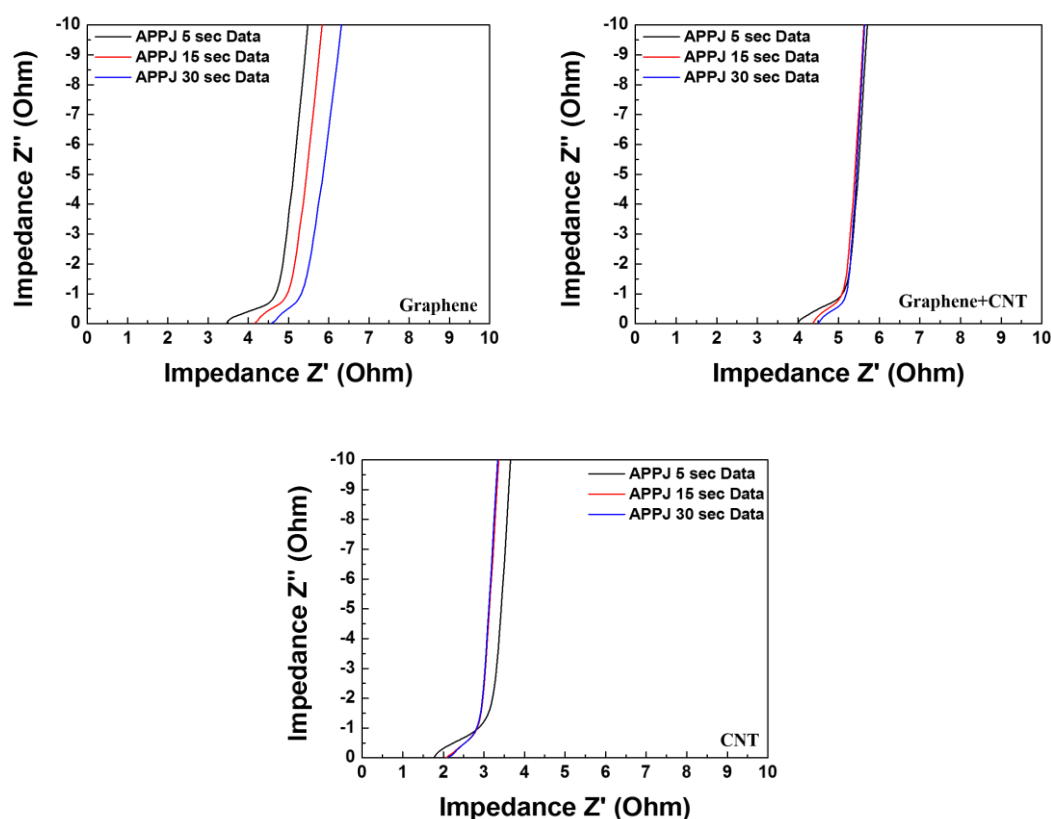 -10
-9
-8
-7
-6
-5
-4
-3
-2
-1
0
Impedance Z'' (Ohm)
APPJ 5 sec Data
APPJ 15 sec Data
APPJ 30 sec Data
Graphene
0 1 2 3 4 5 6 7 8 9 10
Impedance Z' (Ohm)
-10
-9
-8
-7
-6
-5
-4
-3
-2
-1
0
Impedance Z'' (Ohm)
APPJ 5 sec Data
APPJ 15 sec Data
APPJ 30 sec Data
Graphene+CNT
0 1 2 3 4 5 6 7 8 9 10
Impedance Z' (Ohm)
-10
-9
-8
-7
-6
-5
-4
-3
-2
-1
0
Impedance Z'' (Ohm)
APPJ 5 sec Data
APPJ 15 sec Data
APPJ 30 sec Data
CNT
0 1 2 3 4 5 6 7 8 9 10
Impedance Z' (Ohm)